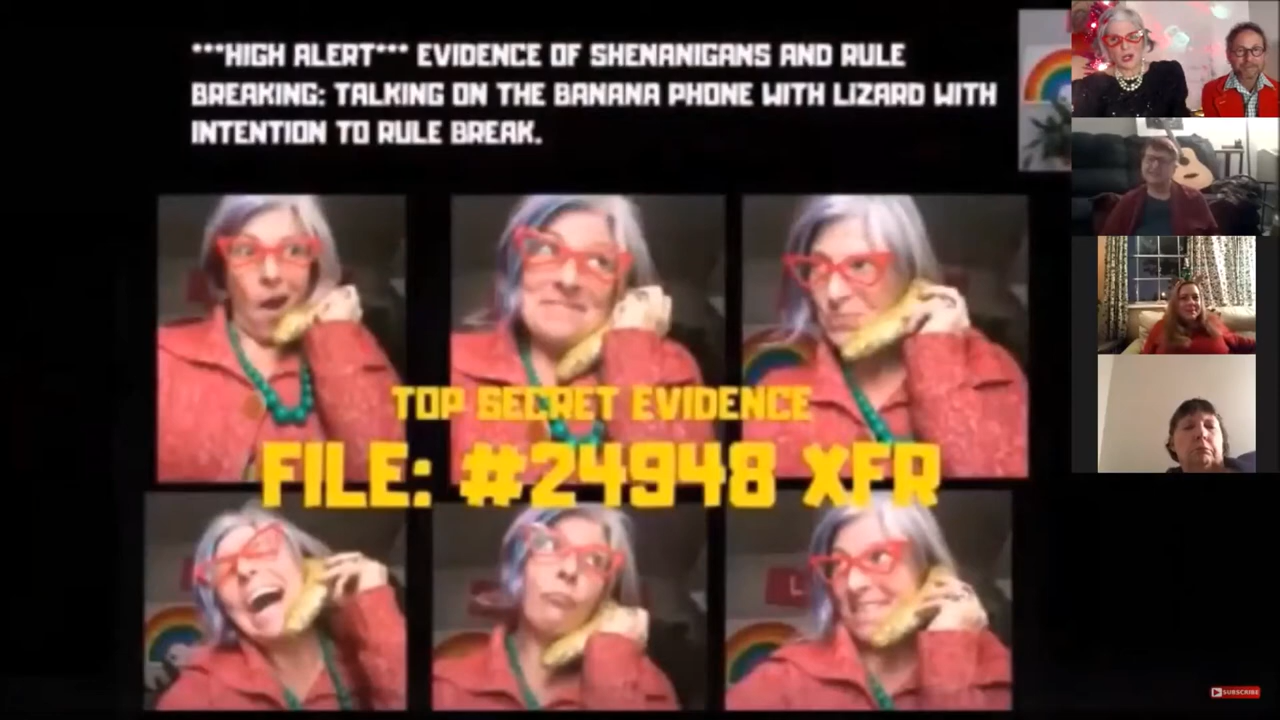 ***HIGH ALERT*** EVIDENCE OF SHENANIGANS AND RULE
BREAKING: TALKING ON THE BANANA PHONE WITH LIZARD WITH
INTENTION TO RULE BREAK.
TOP SECRET EVIDENCE
FILE: #24948 XFR
L
SUBSCRIBE